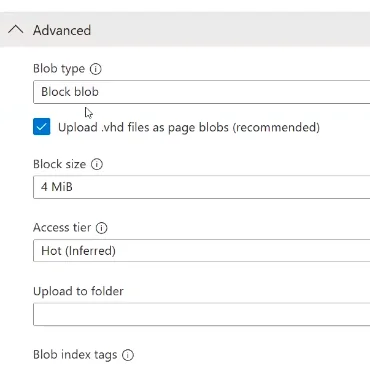 Advanced
Blob type
Block blob
Upload .vhd files as page blobs (recommended)
Block size
4 MiB
Access tier
Hot (Inferred)
Upload to folder
Blob index tags